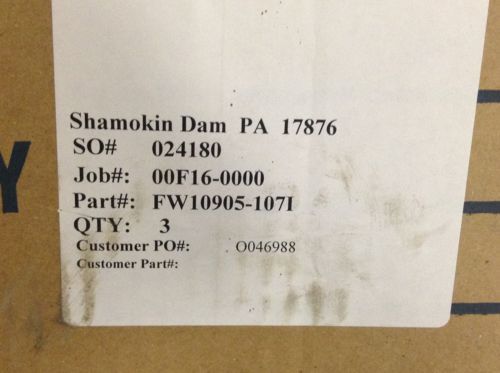 Shamokin Dam PA 17876
SO# 024180
Job#: 00F16-0000
Part#: FW10905-107I
QTY: 3
Customer PO#: O046988
Customer Part#:
Y